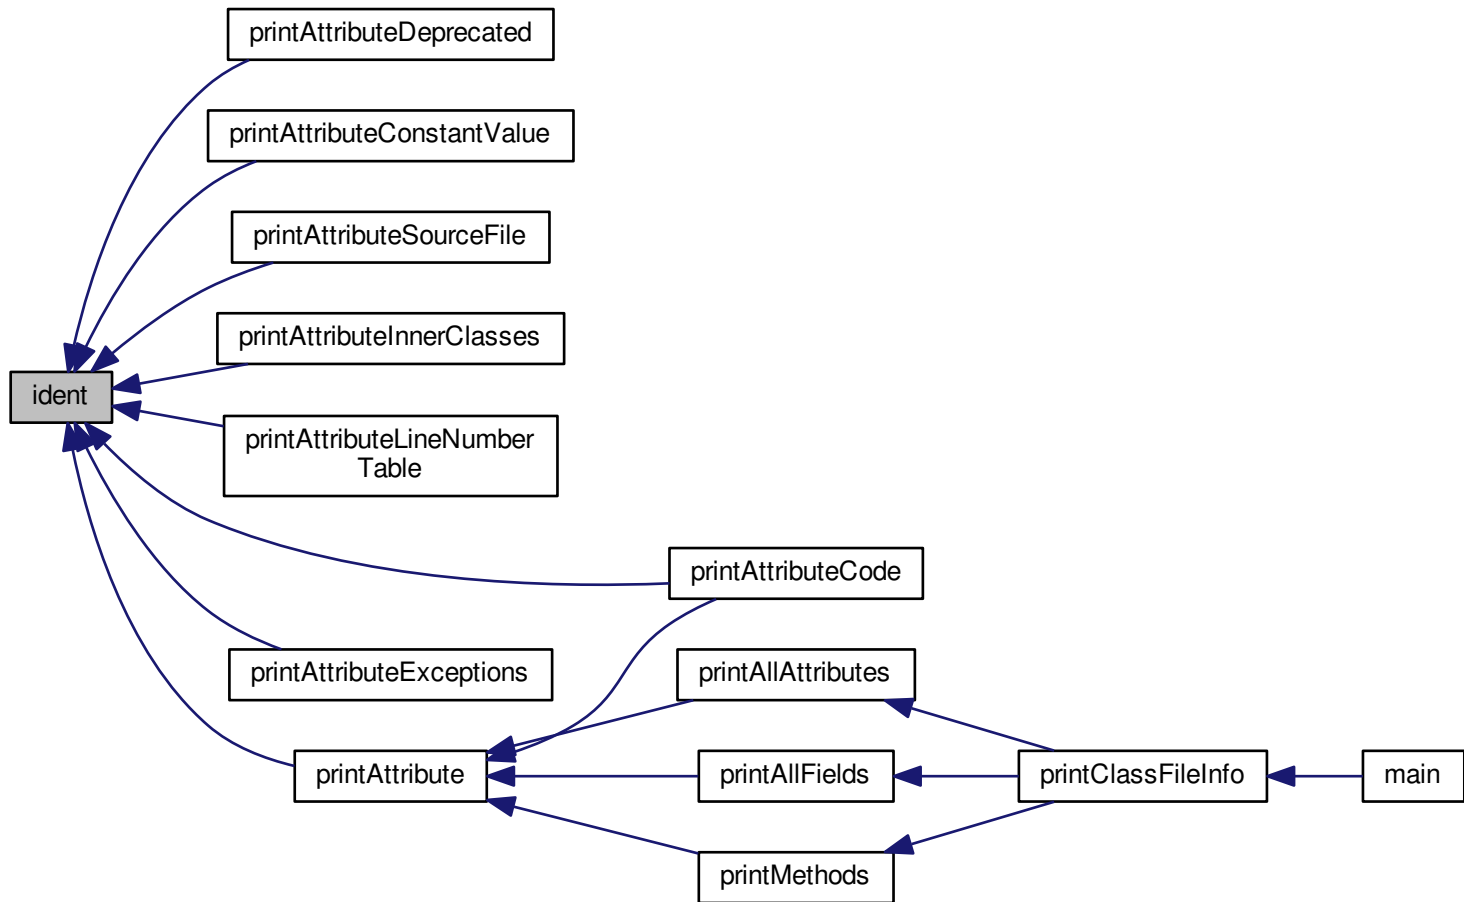 printAttributeDeprecated
printAttributeConstantValue
printAttributeSourceFile
printAttributeInnerClasses
ident
printAttributeLineNumber
Table
printAttributeCode
printAttributeExceptions
printAllAttributes
printAttribute
printAllFields
printClassFileInfo
main
printMethods